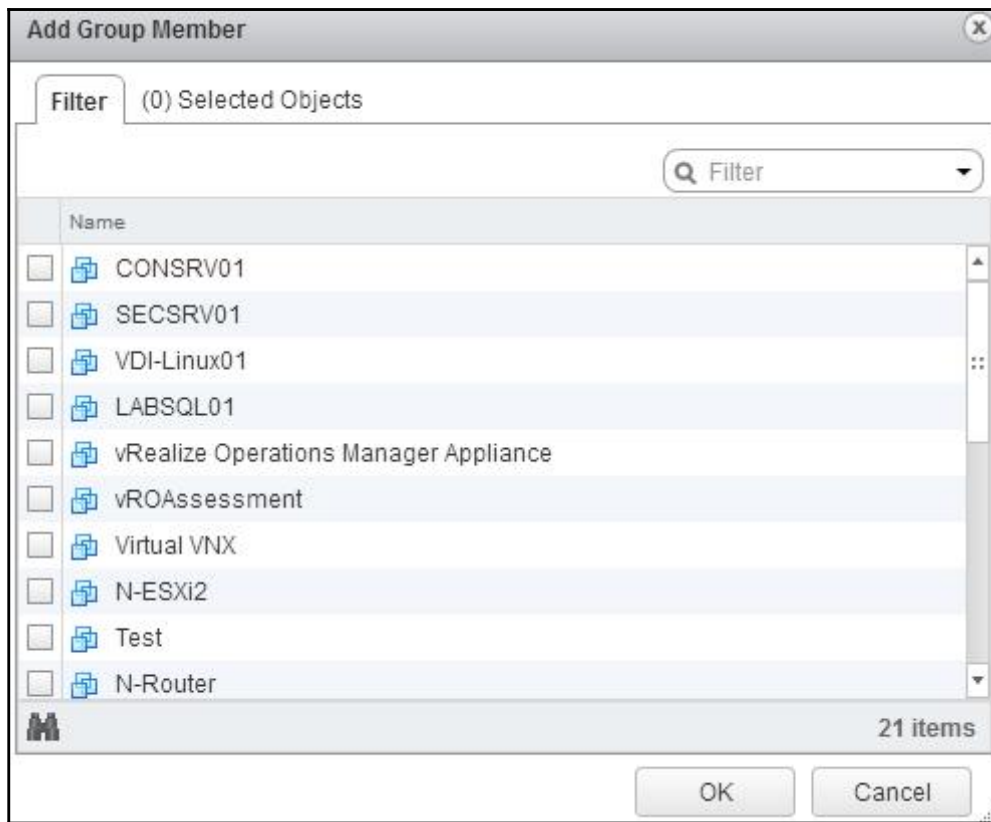 Add Group Member
Filter (0) Selected Objects
Filter
Name
CONSRV01
SECSRV01
VDI-Linux01
LABSQL01
vRealize Operations Manager Appliance
vROAssessment
Virtual VNX
N-ESXi2
Test
N-Router
21 items
OK Cancel